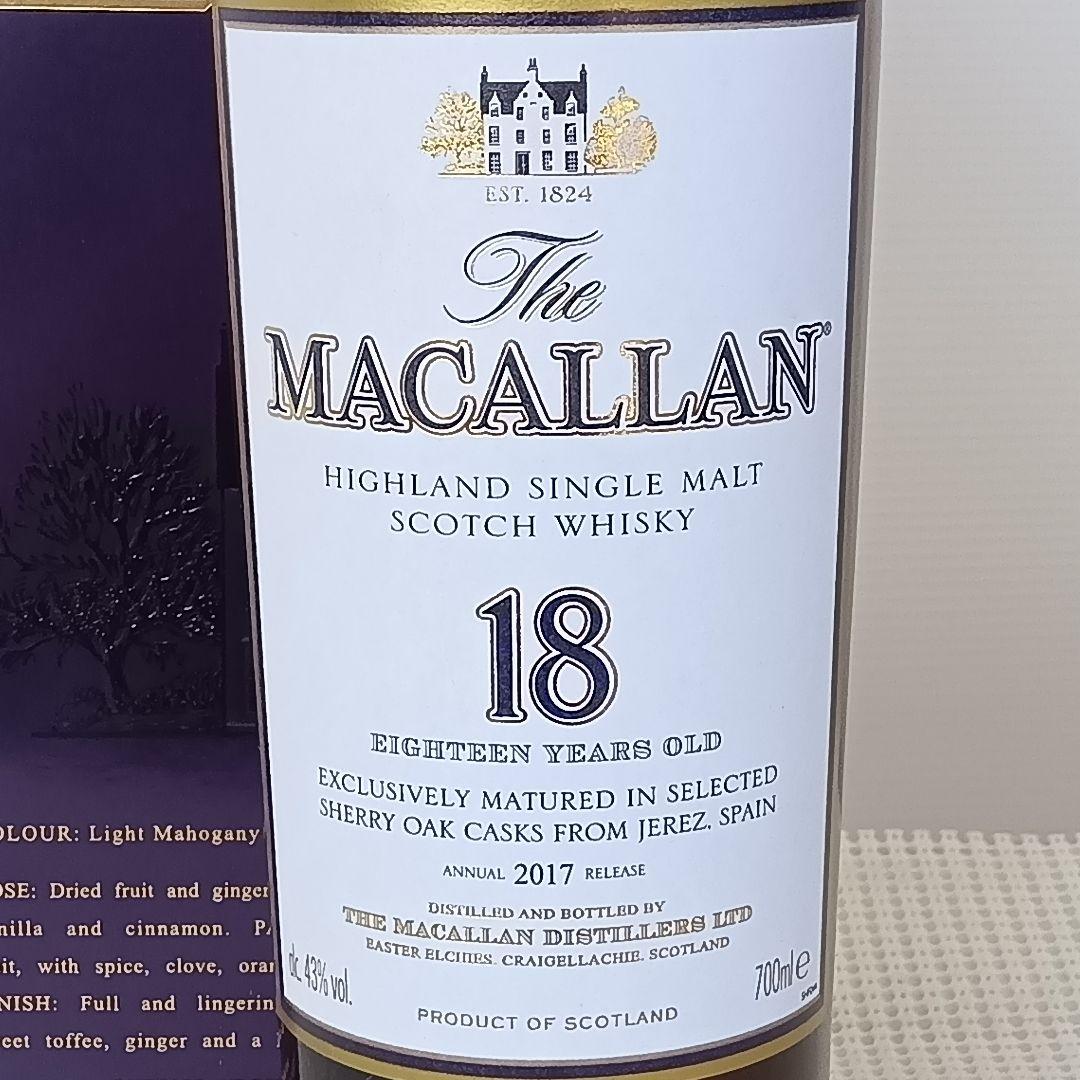 EST. 1824
The
MACALLAN®
HIGHLAND SINGLE MALT
SCOTCH WHISKY
18
EIGHTEEN YEARS OLD
EXCLUSIVELY MATURED IN SELECTED
SHERRY OAK CASKS FROM JEREZ, SPAIN
ANNUAL 2017 RELEASE
DISTILLED AND BOTTLED BY
THE MACALLAN DISTILLERS LTD
EASTER ELCHIES, CRAIGELLACHIE, SCOTLAND
alc. 43% vol.
700ml e
PRODUCT OF SCOTLAND
OLOUR: Light Mahogany
OSE: Dried fruit and ginger
nilla and cinnamon.
it, with spice, clove, oran
NISH: Full and lingerin
eet toffee, ginger and a